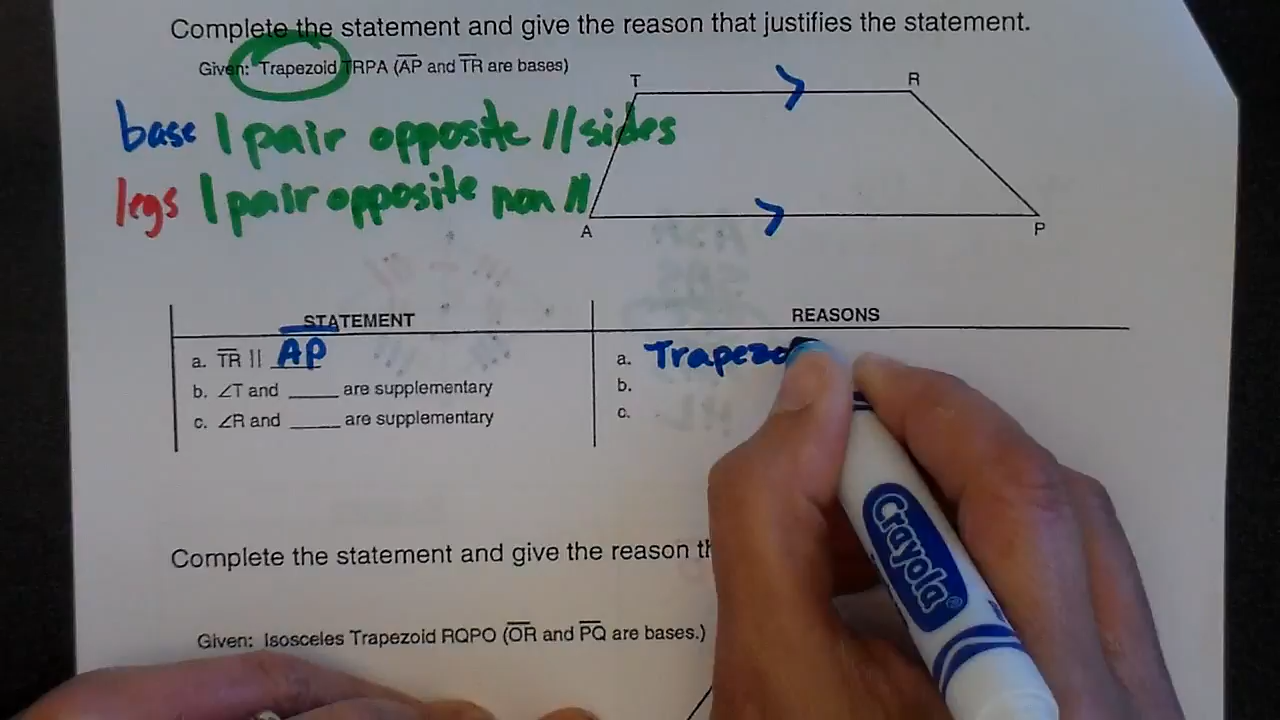 Complete the statement and give the reason that justifies the statement.
Given: Trapezoid TRPA (AP and TR are bases)
T R
base 1 pair opposite // sides
legs 1 pair opposite non //
A P
STATEMENT REASONS
a. TR || AP a. Trapezo
b. ∠T and _____ are supplementary b.
c. ∠R and _____ are supplementary c.
Crayola
Complete the statement and give the reason th
Given: Isosceles Trapezoid RQPO (OR and PQ are bases.)